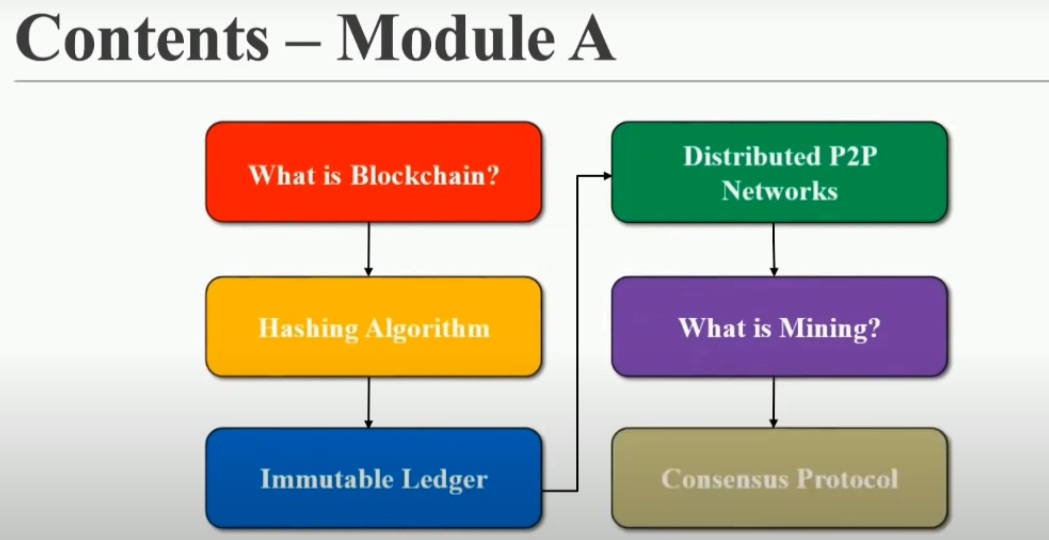 Contents – Module A
What is Blockchain?
Hashing Algorithm
Immutable Ledger
Distributed P2P
Networks
What is Mining?
Consensus Protocol